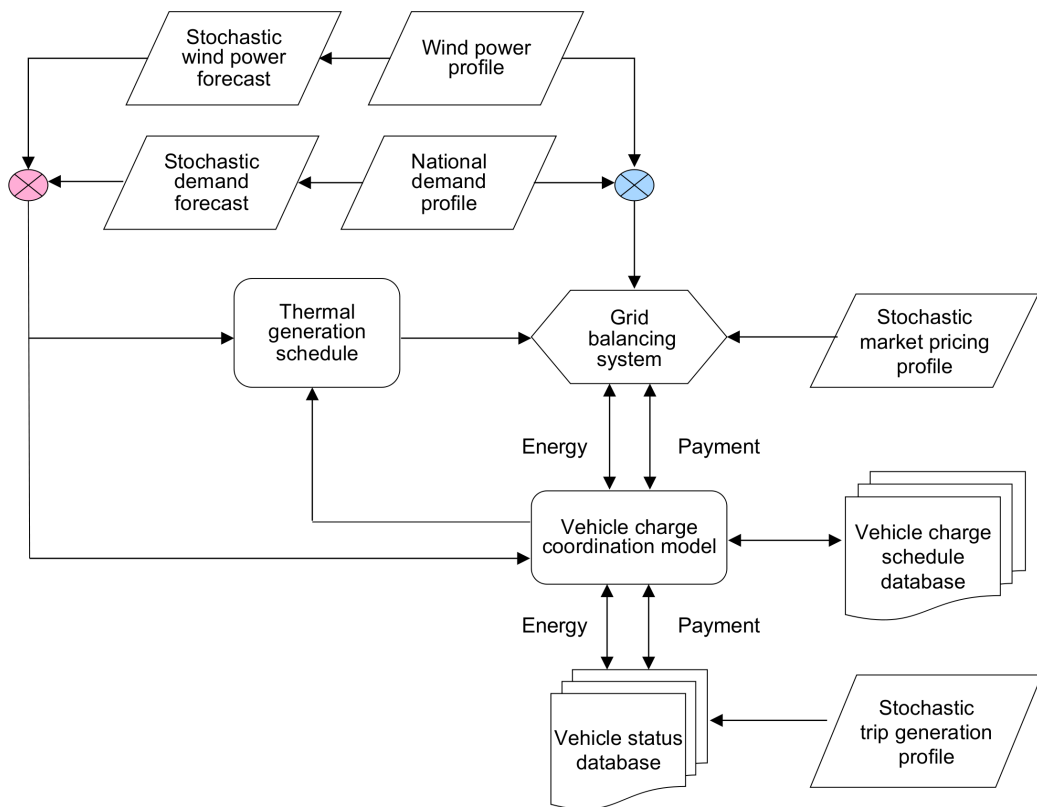 Stochastic
wind power
forecast
Wind power
profile
Stochastic
demand
forecast
National
demand
profile
Thermal
generation
schedule
Grid
balancing
system
Stochastic
market pricing
profile
Energy
Payment
Vehicle charge
coordination model
Vehicle charge
schedule
database
Energy
Payment
Vehicle status
database
Stochastic
trip generation
profile